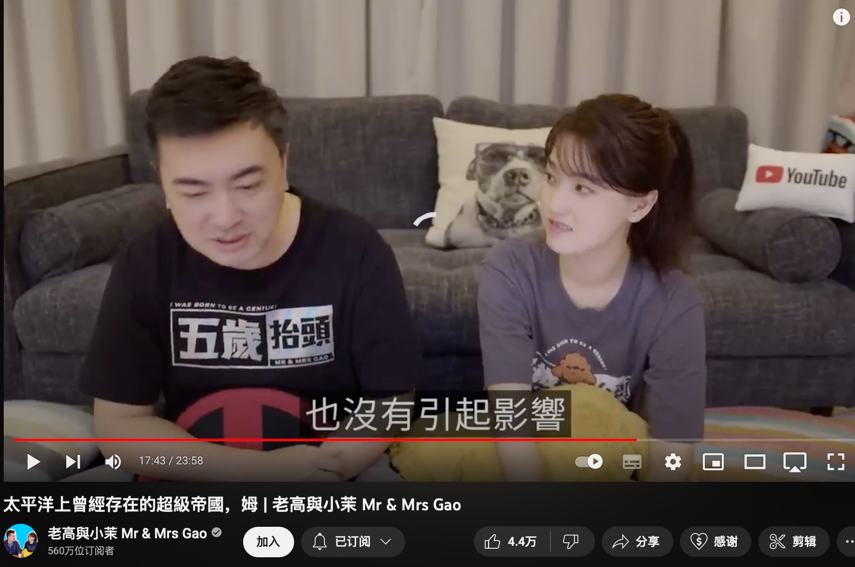 I WAS BORN TO BE A GENIUS!
五歲抬頭
MR & MRS GAO
YouTube
也沒有引起影響
17:43 / 23:58
太平洋上曾經存在的超級帝國，姆 | 老高與小茉 Mr & Mrs Gao
老高與小茉 Mr & Mrs Gao
560万位订阅者
加入
已订阅
4.4万
分享
感谢
剪辑